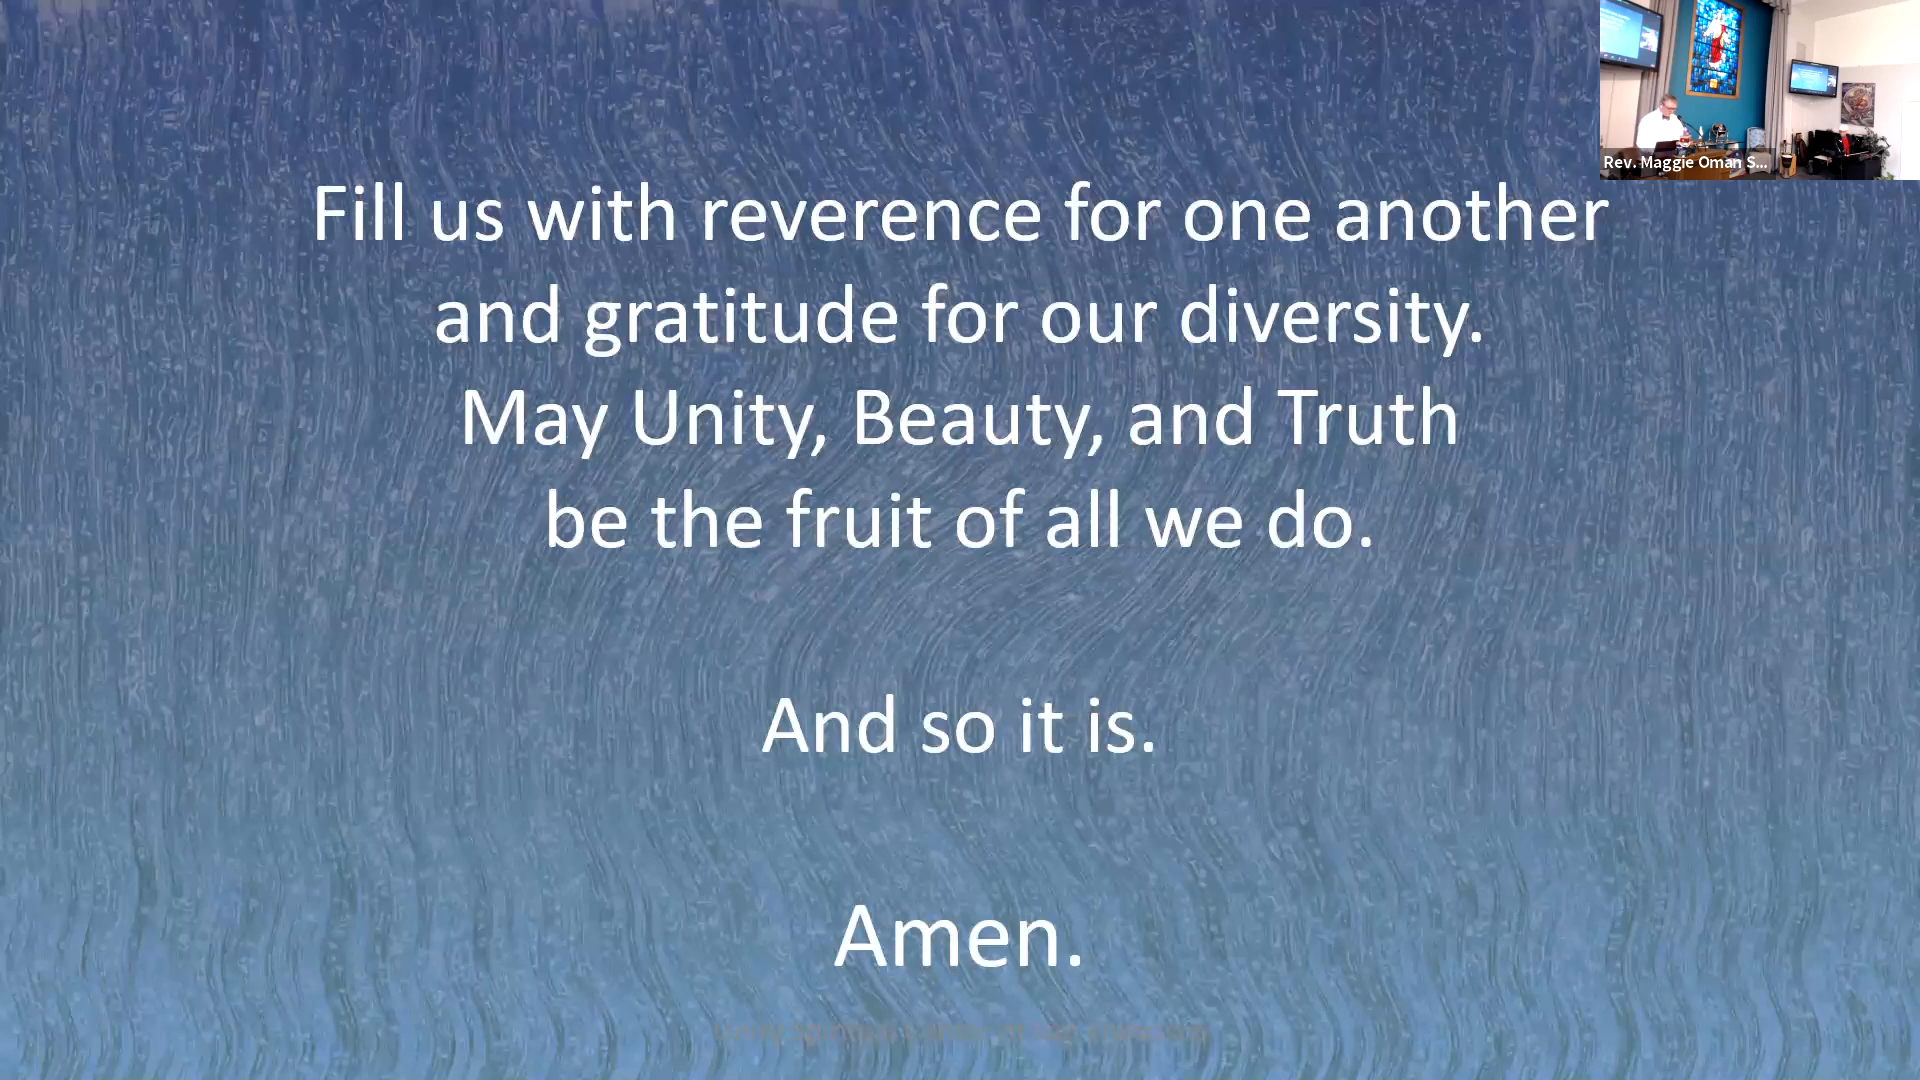 Rev. Maggie Oman S...
Fill us with reverence for one another
and gratitude for our diversity.
May Unity, Beauty, and Truth
be the fruit of all we do.
And so it is.
Amen.